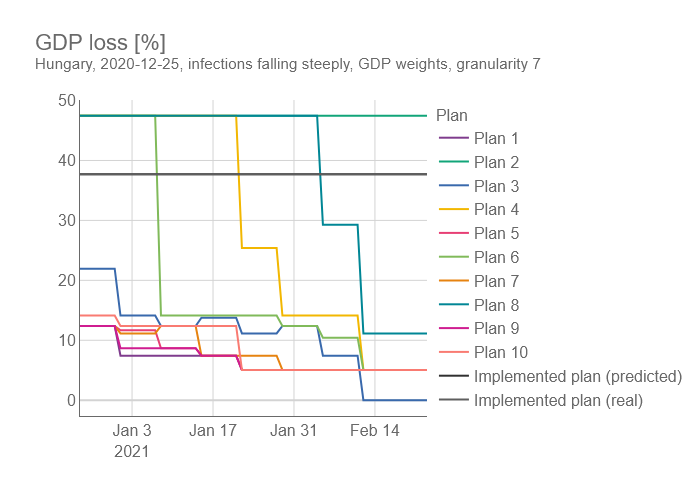 GDP loss [%]
Hungary, 2020-12-25, infections falling steeply, GDP weights, granularity 7
50
40
30
20
10
0
Jan 3
2021
Jan 17
Jan 31
Feb 14
Plan
Plan 1
Plan 2
Plan 3
Plan 4
Plan 5
Plan 6
Plan 7
Plan 8
Plan 9
Plan 10
Implemented plan (predicted)
Implemented plan (real)